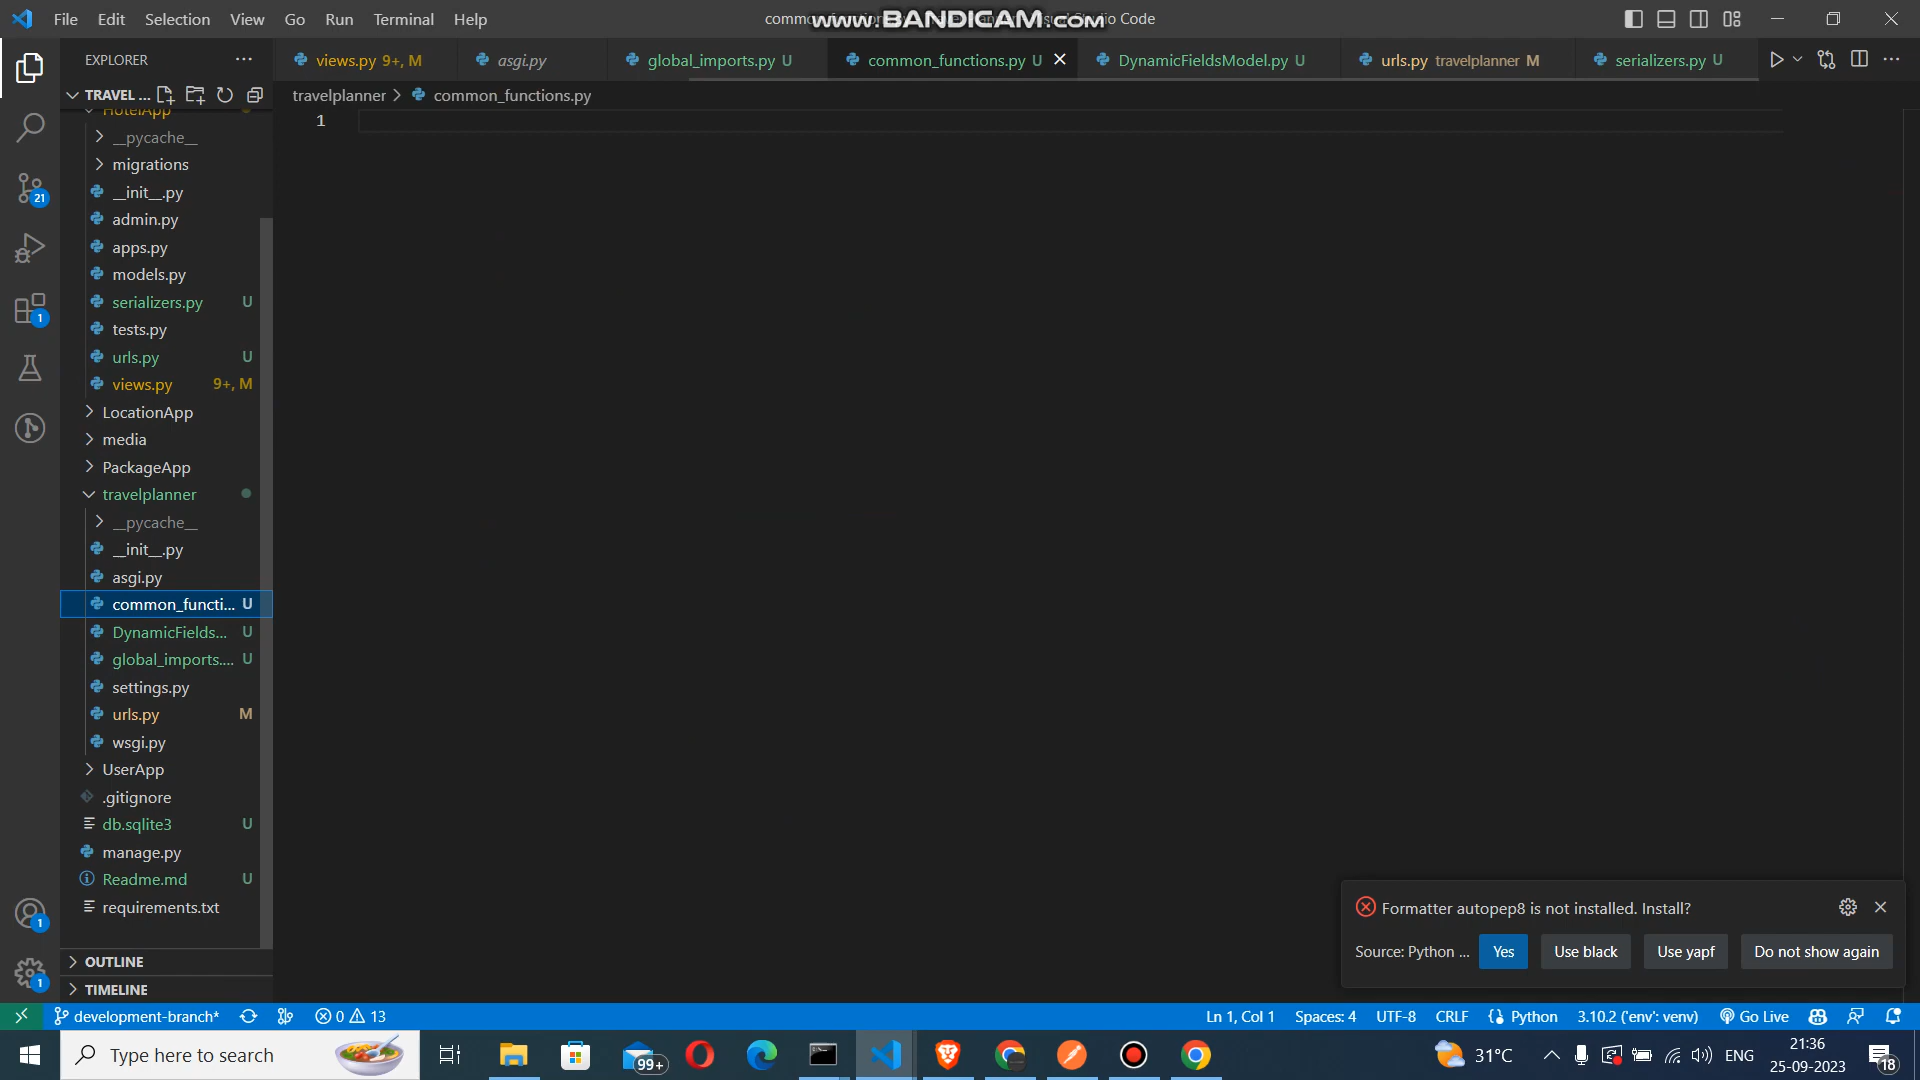 File Edit Selection View Go Run Terminal Help
www.BANDICAM.com
Studio Code
EXPLORER
views.py 9+, M
asgi.py
global_imports.py U
common_functions.py U
DynamicFieldsModel.py U
urls.py travelplanner M
serializers.py U
TRAVEL ...
travelplanner > common_functions.py
1
HotelApp
__pycache__
migrations
__init__.py
admin.py
apps.py
models.py
serializers.py U
tests.py
urls.py U
views.py 9+, M
LocationApp
media
PackageApp
travelplanner
__pycache__
__init__.py
asgi.py
common_functi... U
DynamicFields... U
global_imports.... U
settings.py
urls.py M
wsgi.py
UserApp
.gitignore
db.sqlite3 U
manage.py
Readme.md U
requirements.txt
OUTLINE
TIMELINE
21
1
1
1
Formatter autopep8 is not installed. Install?
Source: Python ...
Yes
Use black
Use yapf
Do not show again
development-branch*
0 13
Ln 1, Col 1
Spaces: 4
UTF-8
CRLF
Python
3.10.2 ('env': venv)
Go Live
Type here to search
99+
31°C
ENG
21:36
25-09-2023
18